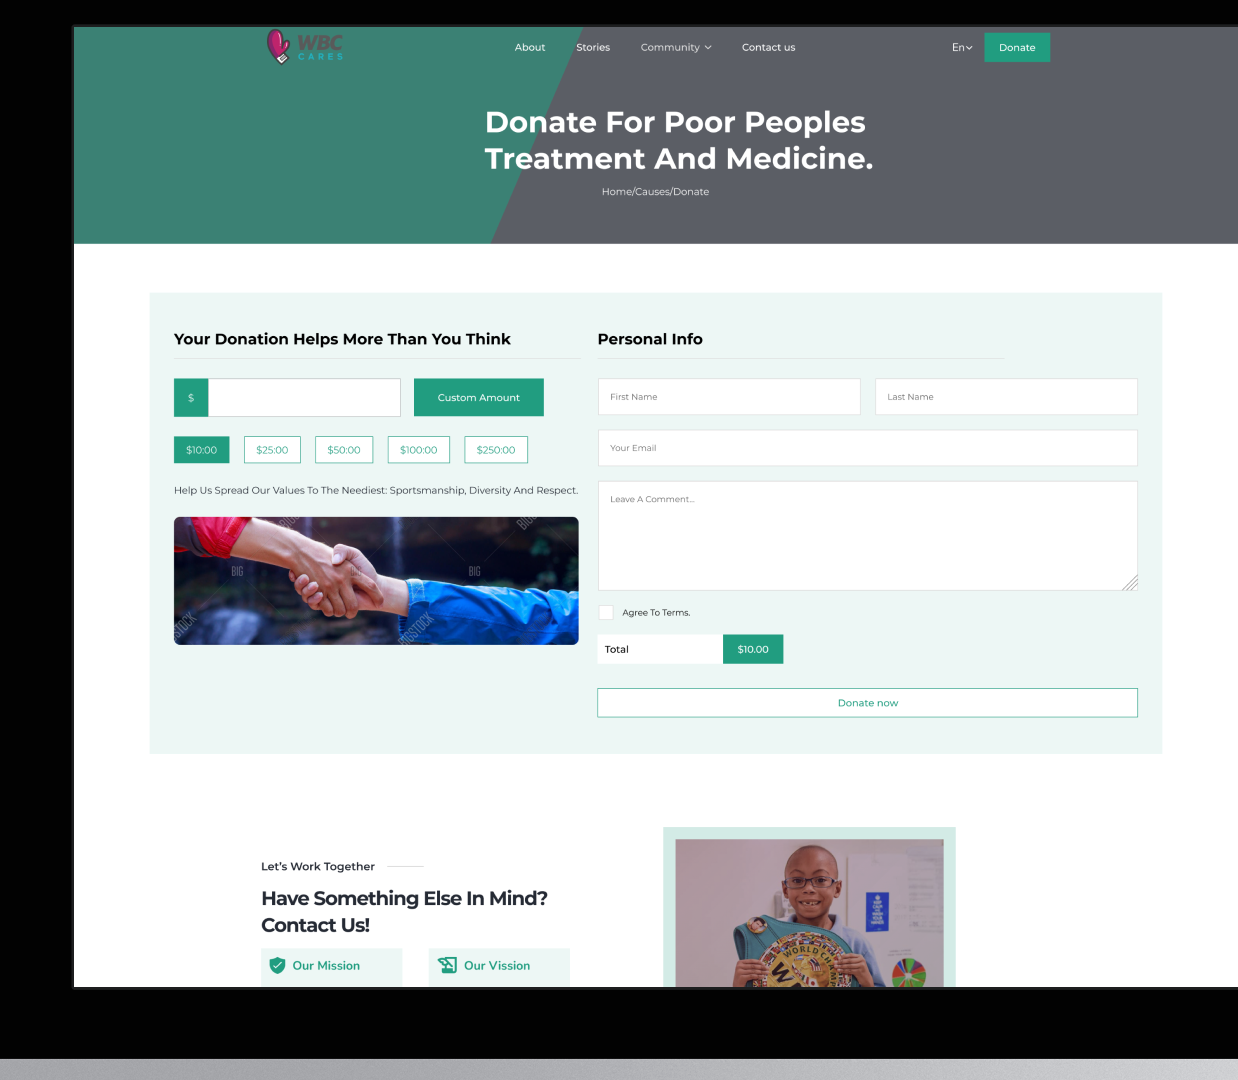 WBC
CARES
About
Stories
Community
Contact us
En
Donate
Donate For Poor Peoples
Treatment And Medicine.
Home/Causes/Donate
Your Donation Helps More Than You Think
$
Custom Amount
$10:00
$25:00
$50:00
$100:00
$250:00
Help Us Spread Our Values To The Neediest: Sportsmanship, Diversity And Respect.
BIGSTOCK
BIG
BIG
BIGSTOCK
Personal Info
First Name
Last Name
Your Email
Leave A Comment...
Agree To Terms.
Total
$10.00
Donate now
Let's Work Together
Have Something Else In Mind?
Contact Us!
Our Mission
Our Vission
WORLD CHAMP